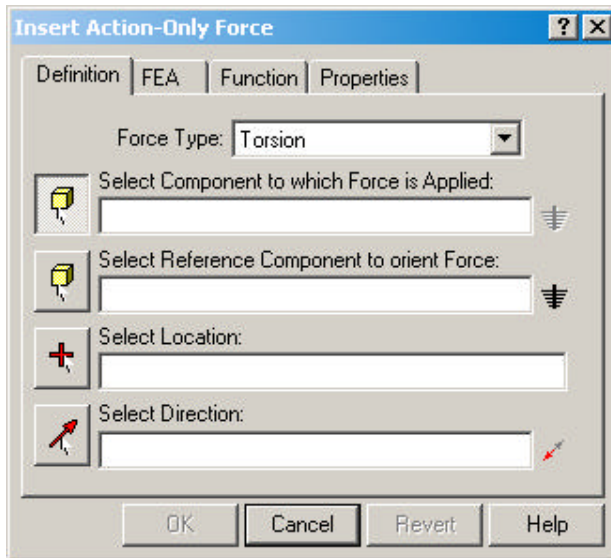 Insert Action-Only Force
Definition FEA Function Properties
Force Type: Torsion
Select Component to which Force is Applied:
Select Reference Component to orient Force:
Select Location:
Select Direction:
OK Cancel Revert Help